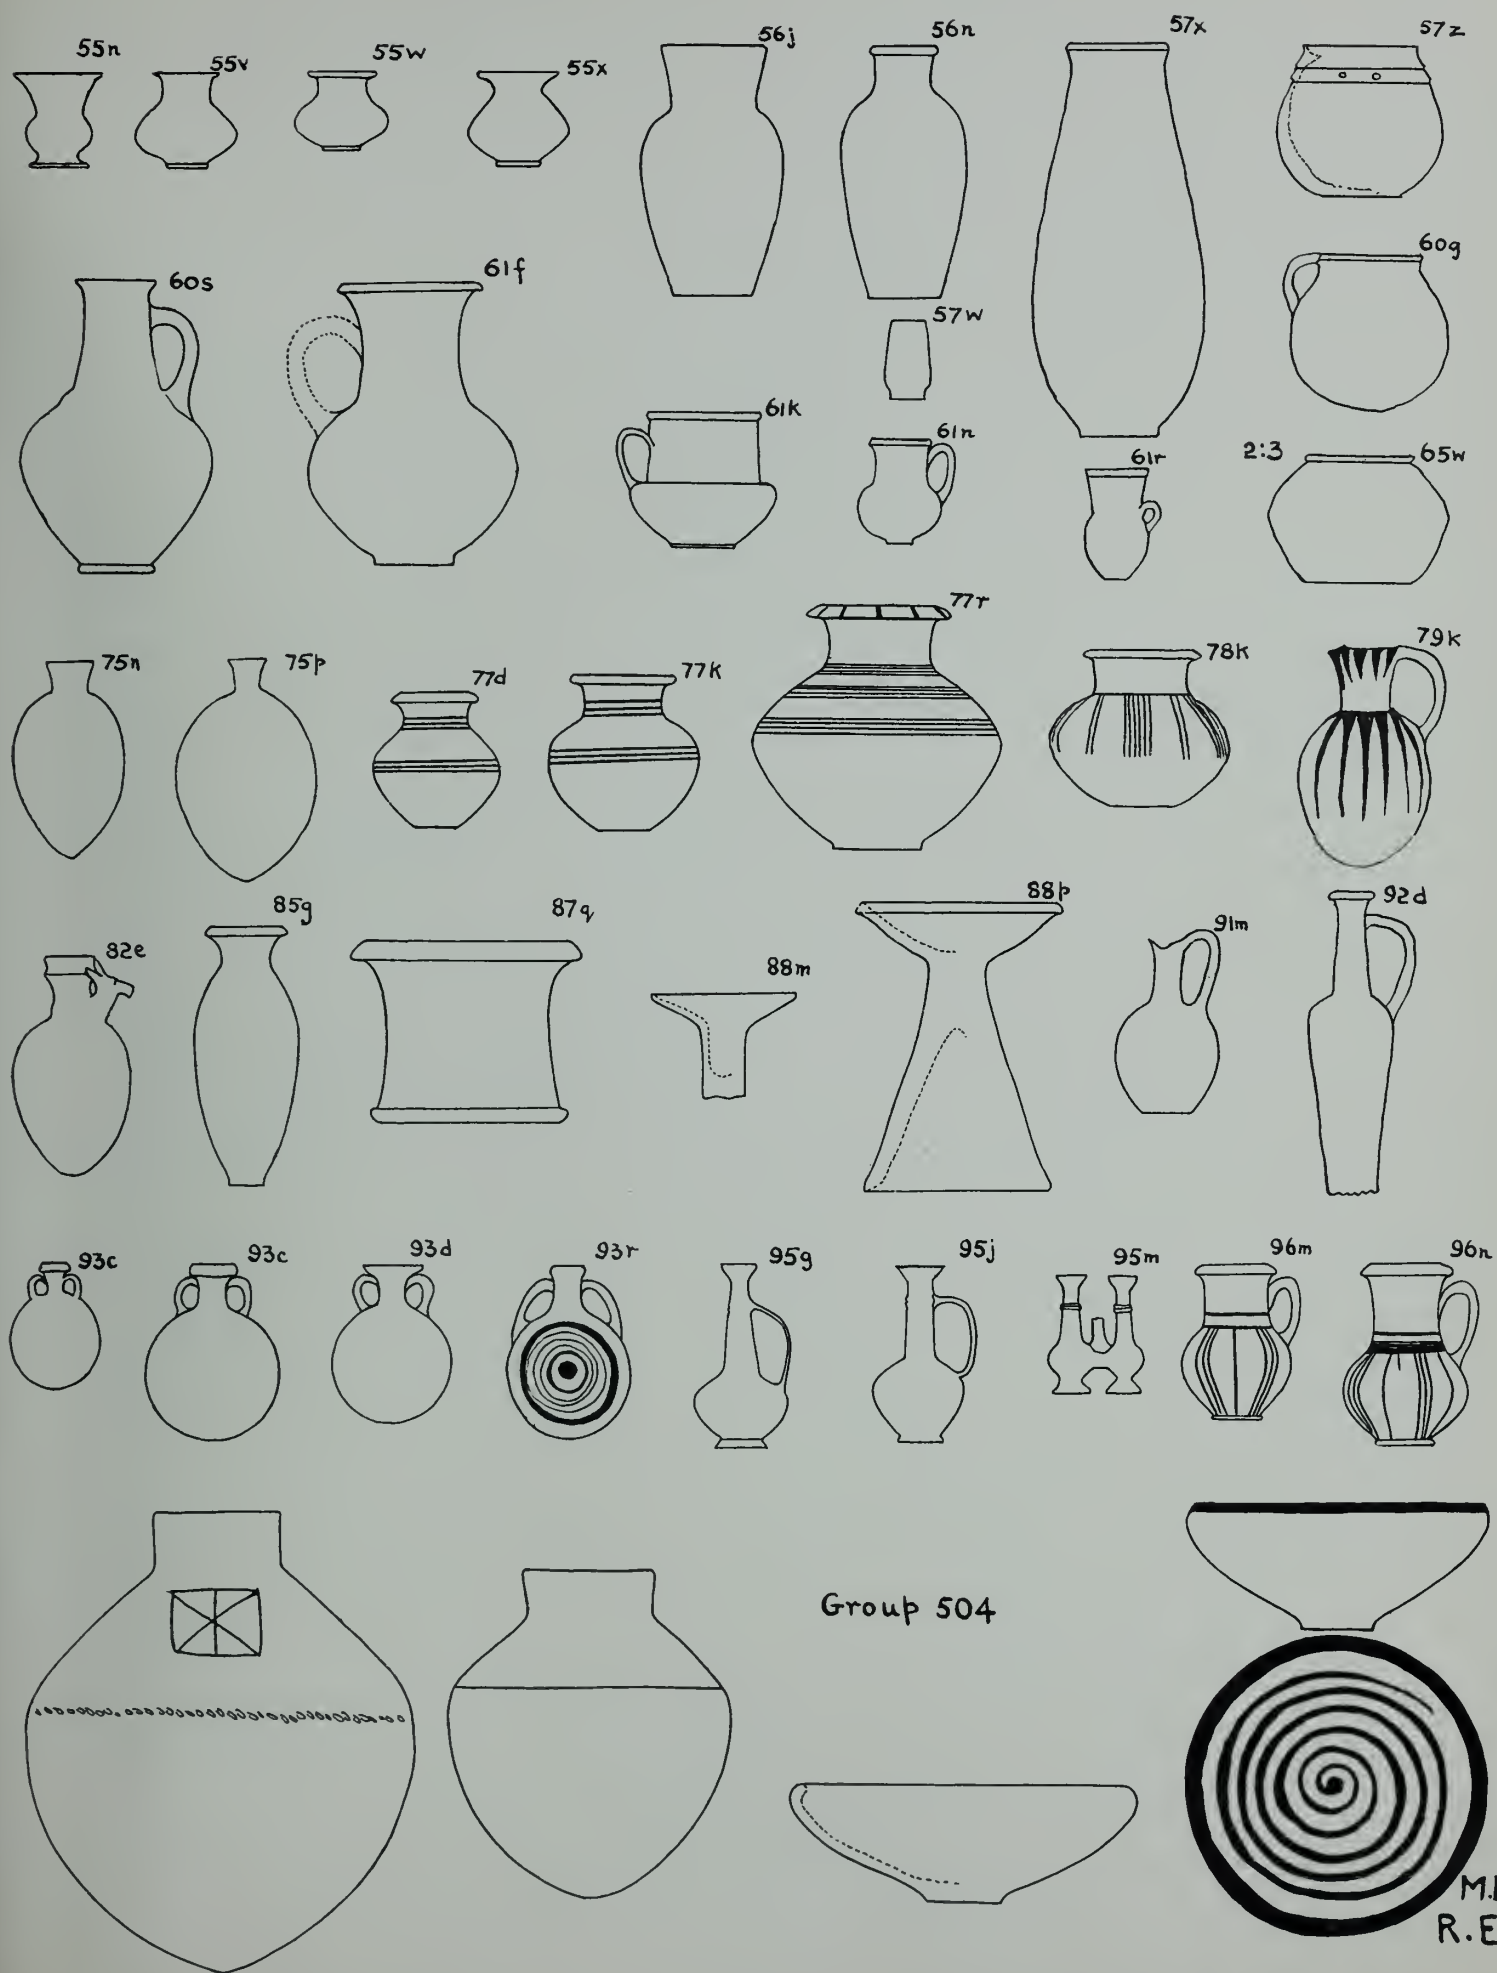 55n 55v 55w 55x 56j 56n 57x 57z
60s 61f 57w 60g
61k 61n 61r 2:3 65w
75n 75p 77d 77k 77r 78k 79k
82e 85g 87q 88m 88p 91m 92d
93c 93c 93d 93r 95g 95j 95m 96m 96n
Group 504
M.
R.E